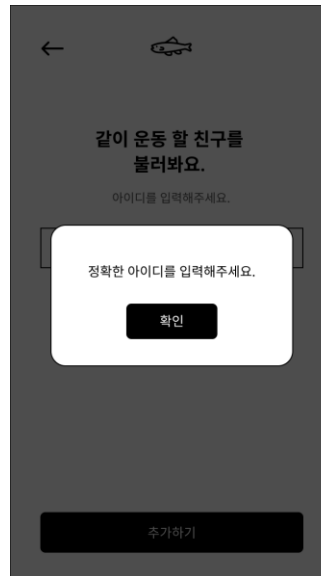 같이 운동 할 친구를
불러봐요.
아이디를 입력해주세요.
정확한 아이디를 입력해주세요.
확인
추가하기